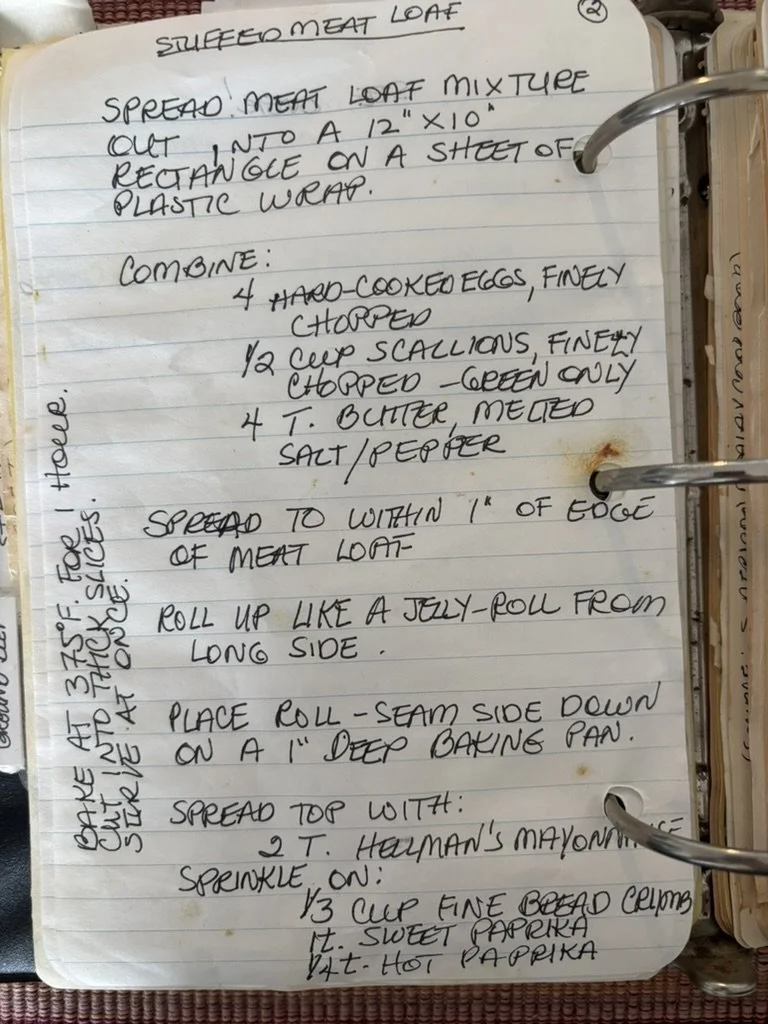 STUFFED MEAT LOAF
2
SPREAD MEAT LOAF MIXTURE
OUT INTO A 12" X 10"
RECTANGLE ON A SHEET OF
PLASTIC WRAP.
COMBINE:
4 HARD-COOKED EGGS, FINELY
CHOPPED
1/2 CUP SCALLIONS, FINELY
CHOPPED - GREEN ONLY
4 T. BUTTER, MELTED
SALT/PEPPER
SPREAD TO WITHIN 1" OF EDGE
OF MEAT LOAF
ROLL UP LIKE A JELLY-ROLL FROM
LONG SIDE.
PLACE ROLL - SEAM SIDE DOWN
ON A 1" DEEP BAKING PAN.
SPREAD TOP WITH:
2 T. HELLMAN'S MAYONNAISE
SPRINKLE ON:
1/3 CUP FINE BREAD CRUMB
1 t. SWEET PAPRIKA
1/4 t. HOT PAPRIKA
BAKE AT 375°F. FOR 1 HOUR.
CUT INTO THICK SLICES.
SERVE AT ONCE.